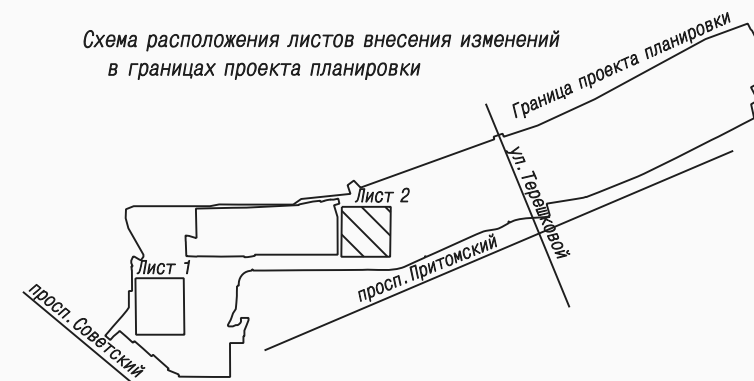 Схема расположения листов внесения изменений
в границах проекта планировки
Граница проекта планировки
ул.Терешковой
Лист 2
просп.Притомский
Лист 1
просп.Советский